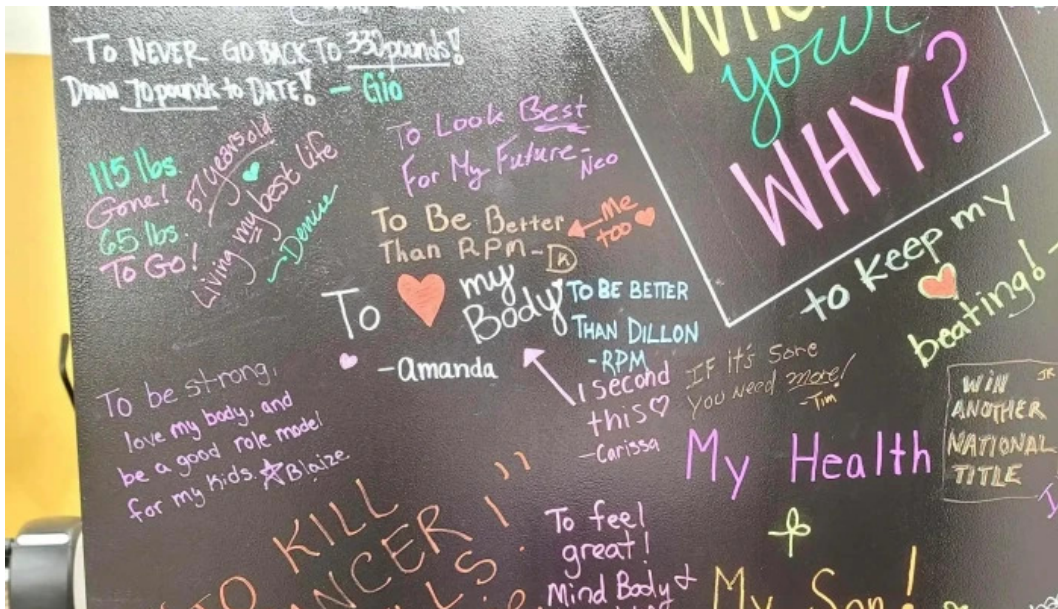 To NEVER GO BACK TO 330 pounds!
Down 70 pounds to DATE! - Gio
your
WHY?
115 lbs.
Gone!
65 lbs.
To Go!
57 years old
Living my best life
- Denise
To Look Best
For My Future -
Neo
To Be Better
Than RPM - DK
Me
too
To ❤ my
Body
- Amanda
TO BE BETTER
THAN DILLON
- RPM
I second
this ♡
- Carissa
to keep my
❤
beating! -
IF it's Sore
You NEED more!
- Tim
WIN
ANOTHER
NATIONAL
TITLE
JR
To be strong,
love my body, and
be a good role model
for my kids. ☆ Blaize
My Health
TO KILL
To feel
great!
Mind Body &
My Son!